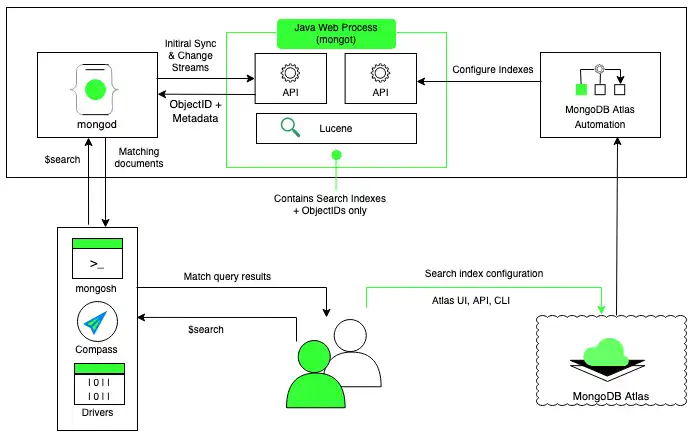 Java Web Process
(mongot)
Initiral Sync
& Change
Streams
API
API
Configure Indexes
ObjectID +
Metadata
mongod
Lucene
MongoDB Atlas
Automation
$search
Matching
documents
Contains Search Indexes
+ ObjectIDs only
>_
mongosh
Match query results
Search index configuration
Atlas UI, API, CLI
$search
Compass
1011
1011
Drivers
MongoDB Atlas